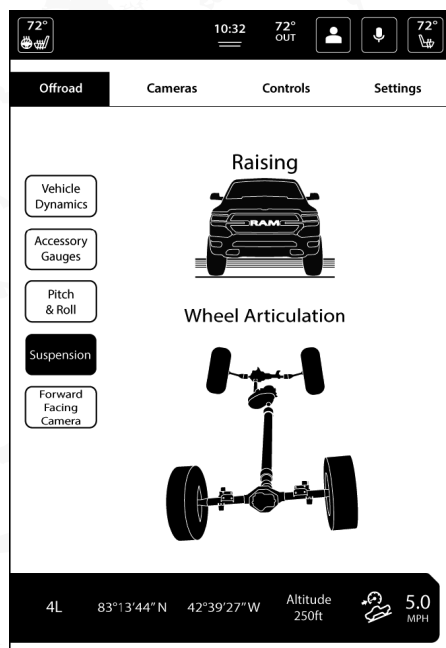 72°
10:32
72°
OUT
72°
Offroad
Cameras
Controls
Settings
Raising
RAM
Vehicle
Dynamics
Accessory
Gauges
Pitch
& Roll
Suspension
Forward
Facing
Camera
Wheel Articulation
4L
83°13'44" N
42°39'27" W
Altitude
250ft
5.0
MPH